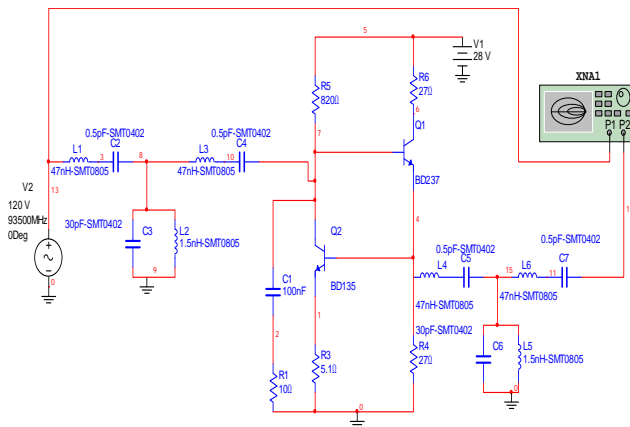 5
V1
28 V
R5
820Ω
R6
27Ω
6
XNA1
P1 P2
7
Q1
BD237
0.5pF-SMT0402
C2
0.5pF-SMT0402
C4
L1
3
8
L3
10
47nH-SMT0805
47nH-SMT0805
V2
13
120 V
93500MHz
0Deg
30pF-SMT0402
C3
L2
1.5nH-SMT0805
9
0
Q2
BD135
4
C1
100nF
1
2
R1
10Ω
R3
5.1Ω
0
0.5pF-SMT0402
C5
L4
47nH-SMT0805
0.5pF-SMT0402
C7
15
L6
11
47nH-SMT0805
1
30pF-SMT0402
R4
27Ω
C6
L5
1.5nH-SMT0805
0